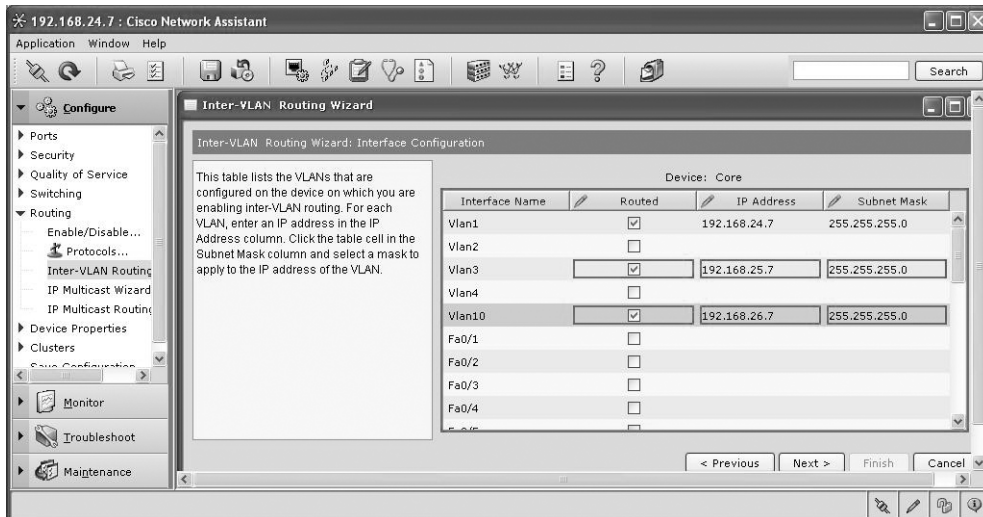 192.168.24.7 : Cisco Network Assistant
Application Window Help
Search
Configure
Ports
Security
Quality of Service
Switching
Routing
Enable/Disable...
Protocols...
Inter-VLAN Routing
IP Multicast Wizard
IP Multicast Routing
Device Properties
Clusters
Save Configuration
Monitor
Troubleshoot
Maintenance
Inter-VLAN Routing Wizard
Inter-VLAN Routing Wizard: Interface Configuration
This table lists the VLANs that are
configured on the device on which you are
enabling inter-VLAN routing. For each
VLAN, enter an IP address in the IP
Address column. Click the table cell in the
Subnet Mask column and select a mask to
apply to the IP address of the VLAN.
Device: Core
Interface Name Routed IP Address Subnet Mask
Vlan1 192.168.24.7 255.255.255.0
Vlan2
Vlan3 192.168.25.7 255.255.255.0
Vlan4
Vlan10 192.168.26.7 255.255.255.0
Fa0/1
Fa0/2
Fa0/3
Fa0/4
< Previous Next > Finish Cancel